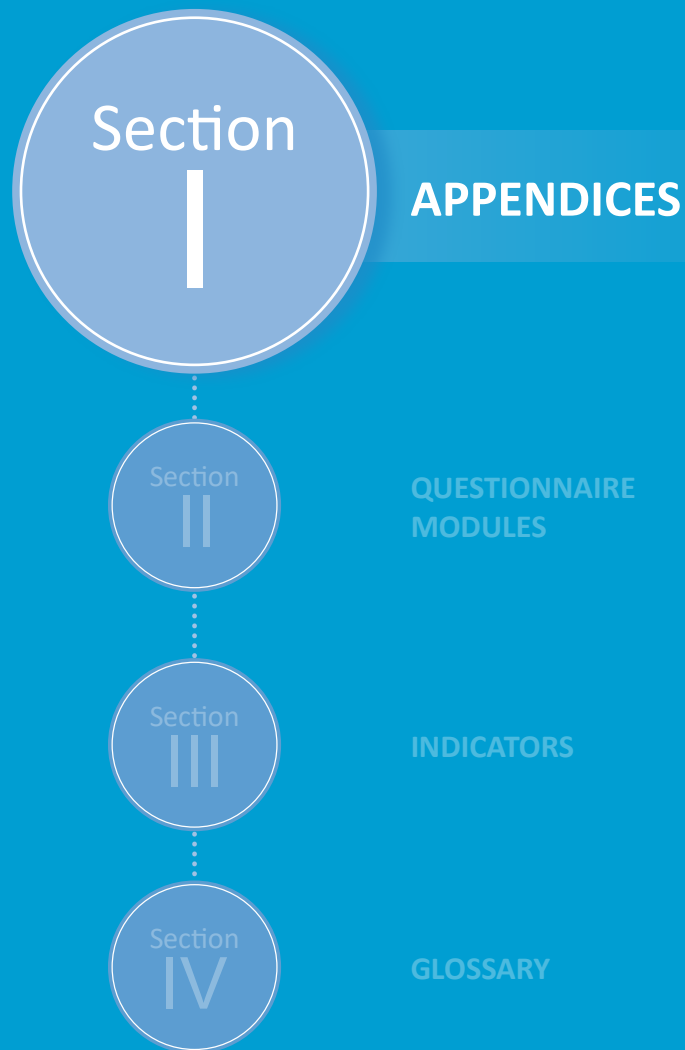 Section
I
APPENDICES
Section
II
QUESTIONNAIRE
MODULES
Section
III
INDICATORS
Section
IV
GLOSSARY